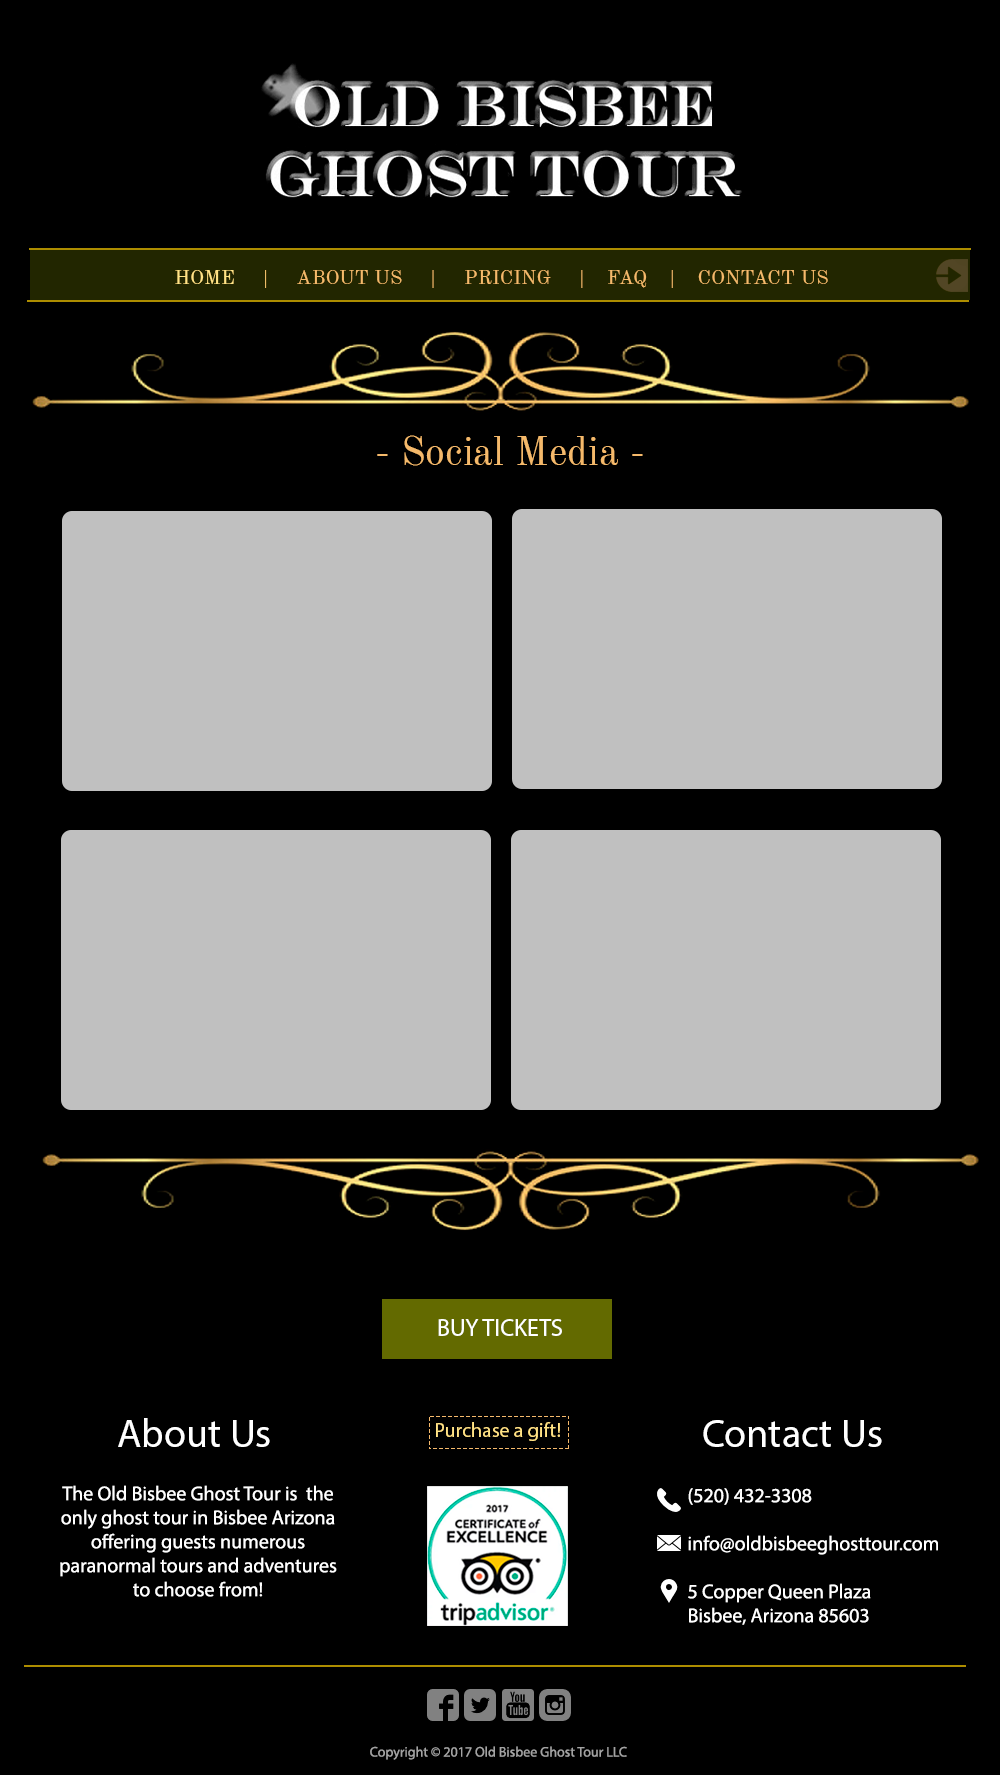 OLD BISBEE
GHOST TOUR
HOME | ABOUT US | PRICING | FAQ | CONTACT US
- Social Media -
BUY TICKETS
About Us
The Old Bisbee Ghost Tour is the
only ghost tour in Bisbee Arizona
offering guests numerous
paranormal tours and adventures
to choose from!
Purchase a gift!
2017
CERTIFICATE of
EXCELLENCE
tripadvisor®
Contact Us
(520) 432-3308
info@oldbisbeeghosttour.com
5 Copper Queen Plaza
Bisbee, Arizona 85603
You
Tube
Copyright © 2017 Old Bisbee Ghost Tour LLC